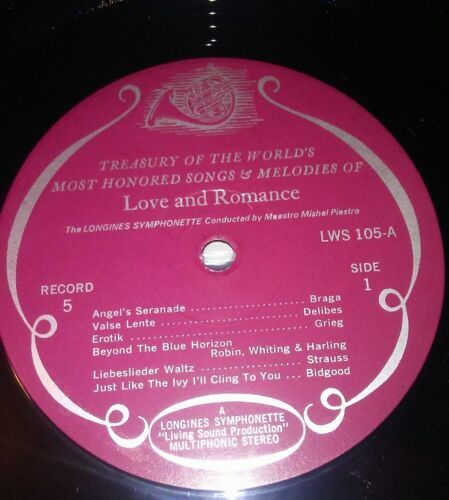 TREASURY OF THE WORLD'S
MOST HONORED SONGS & MELODIES OF
Love and Romance
The LONGINES SYMPHONETTE Conducted by Maestro Mishel Piastro
LWS 105-A
RECORD
5
SIDE
1
Angel's Seranade .................... Braga
Valse Lente ........................ Delibes
Erotik ............................... Grieg
Beyond The Blue Horizon
Robin, Whiting & Harling
Liebeslieder Waltz ................. Strauss
Just Like The Ivy I'll Cling To You ... Bidgood
A
LONGINES SYMPHONETTE
"Living Sound Production"
MULTIPHONIC STEREO